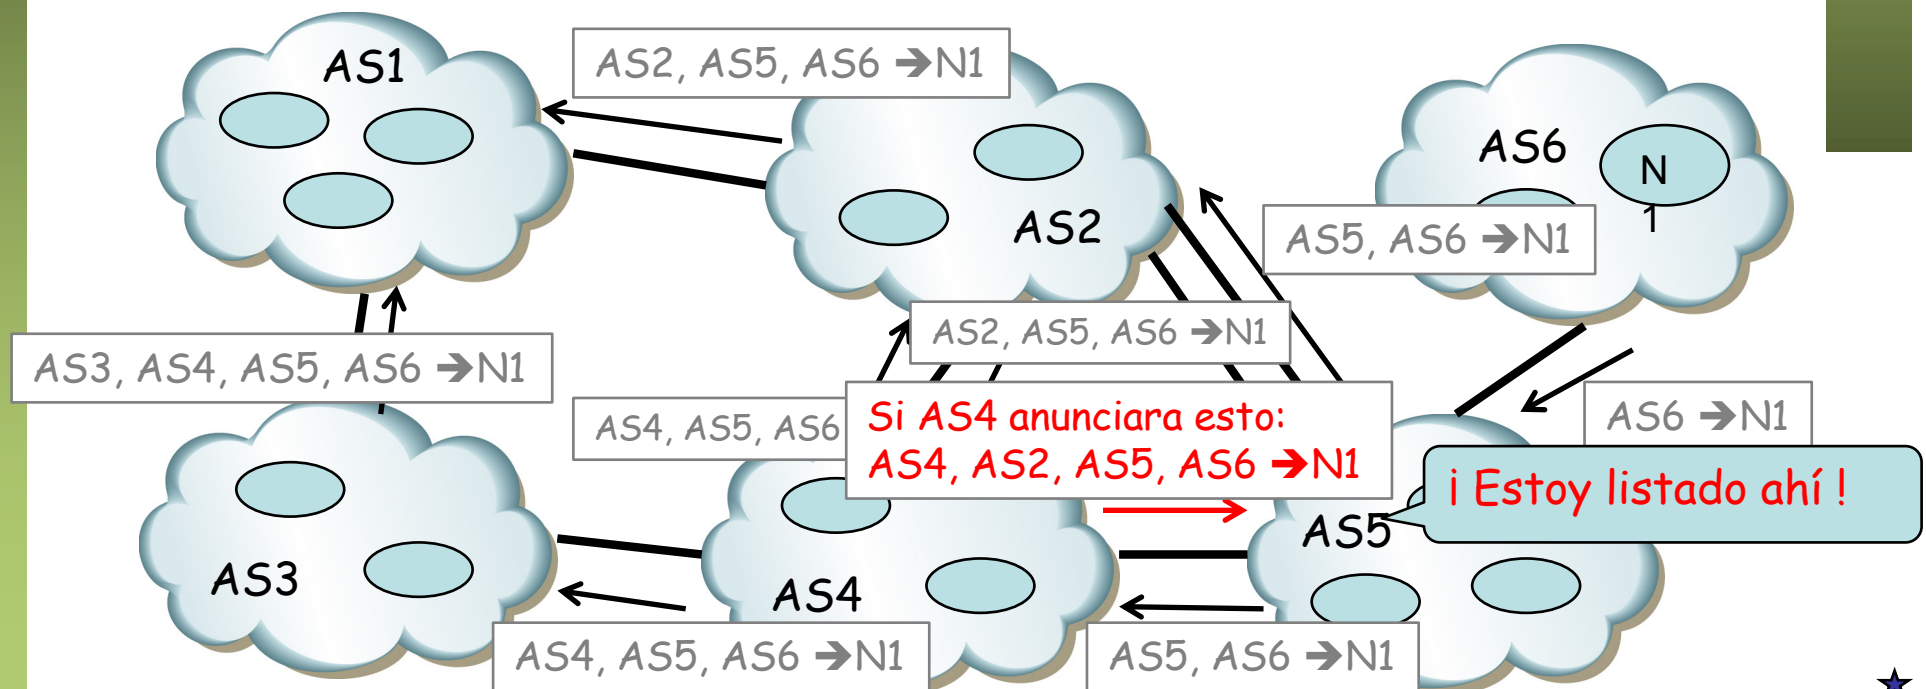 AS1
AS2, AS5, AS6 ➔N1
AS6
N
1
AS2
AS5, AS6 ➔N1
AS2, AS5, AS6 ➔N1
AS3, AS4, AS5, AS6 ➔N1
AS4, AS5, AS6
Si AS4 anunciara esto:
AS4, AS2, AS5, AS6 ➔N1
AS6 ➔N1
¡ Estoy listado ahí !
AS5
AS3
AS4
AS4, AS5, AS6 ➔N1
AS5, AS6 ➔N1